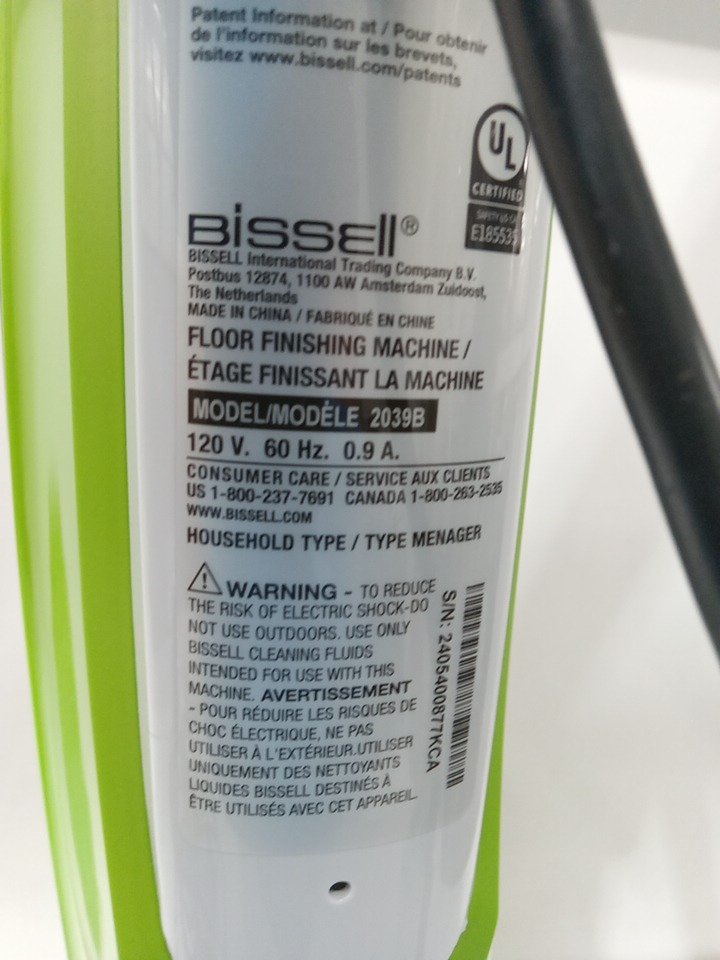 Patent Information at / Pour obtenir
de l'information sur les brevets,
visitez www.bissell.com/patents
UL
CERTIFIED
SAFETY US-CA
E185535
BISSELL®
BISSELL International Trading Company B.V.
Postbus 12874, 1100 AW Amsterdam Zuidoost,
The Netherlands
MADE IN CHINA / FABRIQUÉ EN CHINE
FLOOR FINISHING MACHINE /
ÉTAGE FINISSANT LA MACHINE
MODEL/MODÈLE 2039B
120 V. 60 Hz. 0.9 A.
CONSUMER CARE / SERVICE AUX CLIENTS
US 1-800-237-7691 CANADA 1-800-263-2535
WWW.BISSELL.COM
HOUSEHOLD TYPE / TYPE MENAGER
WARNING - TO REDUCE
THE RISK OF ELECTRIC SHOCK-DO
NOT USE OUTDOORS. USE ONLY
BISSELL CLEANING FLUIDS
INTENDED FOR USE WITH THIS
MACHINE. AVERTISSEMENT
- POUR RÉDUIRE LES RISQUES DE
CHOC ÉLECTRIQUE, NE PAS
UTILISER À L'EXTÉRIEUR.UTILISER
UNIQUEMENT DES NETTOYANTS
LIQUIDES BISSELL DESTINÉS À
ÊTRE UTILISÉS AVEC CET APPAREIL.
S/N: 2405400877KCA